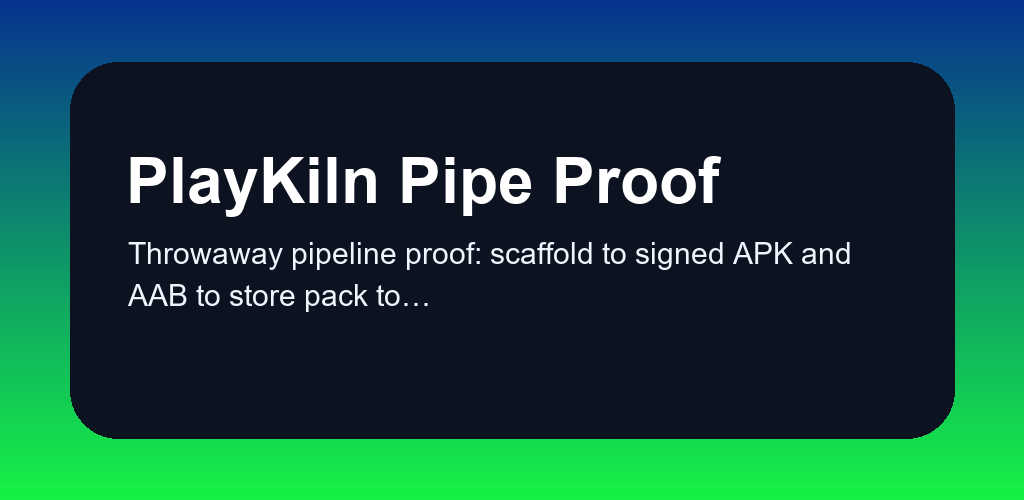 PlayKiln Pipe Proof
Throwaway pipeline proof: scaffold to signed APK and
AAB to store pack to…